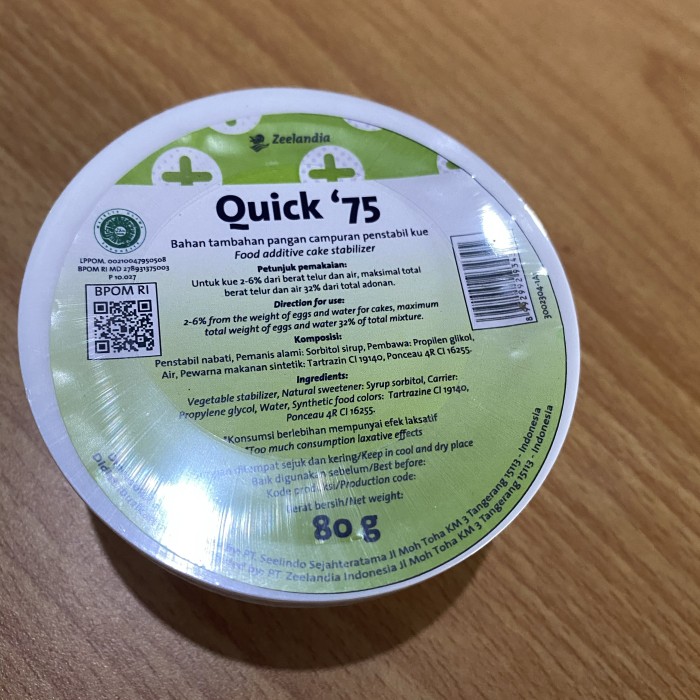 Zeelandia
Quick ‘75
Bahan tambahan pangan campuran penstabil kue
Food additive cake stabilizer
LPPOM. 00210047950508
BPOM RI MD 278931375003
P 10.027
BPOM RI
Petunjuk pemakaian:
Untuk kue 2-6% dari berat telur dan air, maksimal total
berat telur dan air 32% dari total adonan.
Direction for use:
2-6% from the weight of eggs and water for cakes, maximum
total weight of eggs and water 32% of total mixture.
Komposisi:
Penstabil nabati, Pemanis alami: Sorbitol sirup, Pembawa: Propilen glikol,
Air, Pewarna makanan sintetik: Tartrazin CI 19140, Ponceau 4R CI 16255.
Ingredients:
Vegetable stabilizer, Natural sweetener: Syrup sorbitol, Carrier:
Propylene glycol, Water, Synthetic food colors: Tartrazine CI 19140,
Ponceau 4R CI 16255.
*Konsumsi berlebihan mempunyai efek laksatif
*Too much consumption laxative effects
ditempat sejuk dan kering/Keep in cool and dry place
Baik digunakan sebelum/Best before:
Kode produksi/Production code:
Berat bersih/Net weight:
80 g
by: PT. Seelindo Sejahteratama Jl Moh Toha KM 3 Tangerang 15113 - Indonesia
by: PT. Zeelandia Indonesia Jl Moh Toha KM 3 Tangerang 15113 - Indonesia